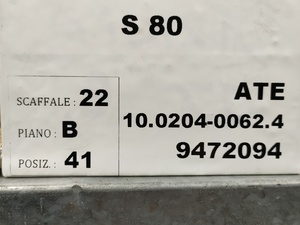 S 80
SCAFFALE : 22
PIANO : B
POSIZ. : 41
ATE
10.0204-0062.4
9472094